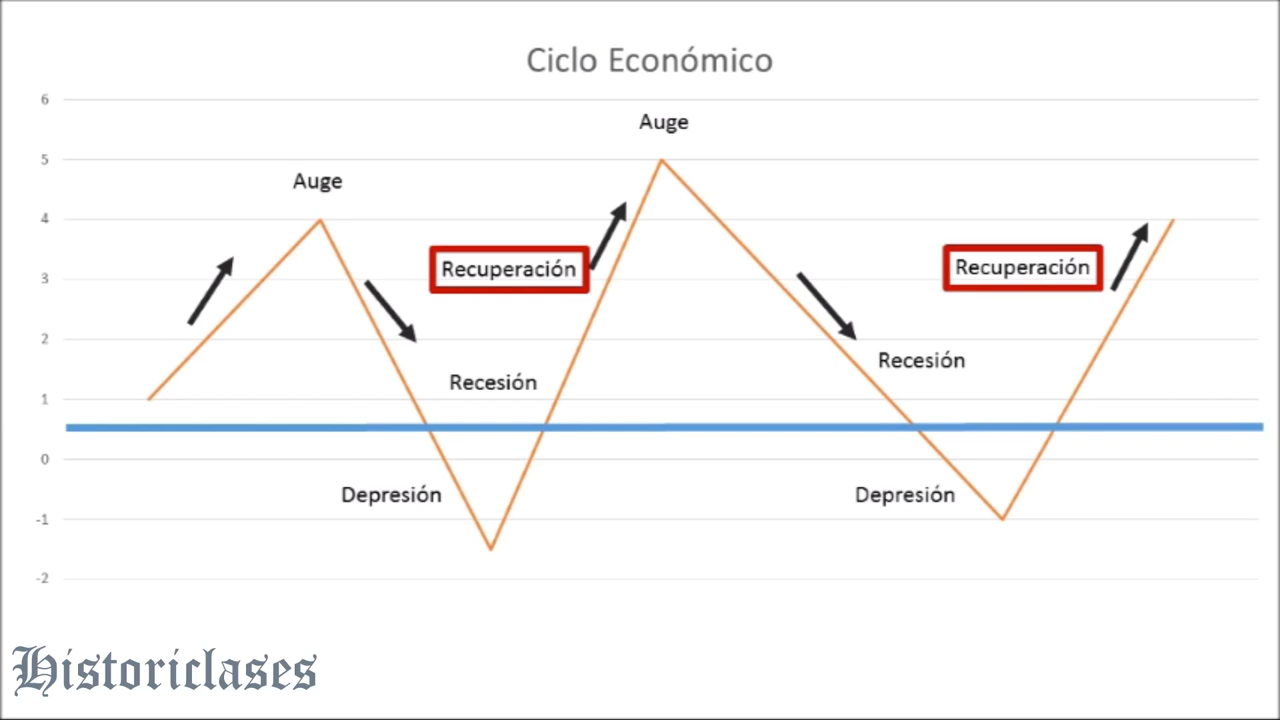 Ciclo Económico
6
Auge
5
Auge
4
Recuperación
Recuperación
3
2
Recesión
Recesión
1
0
Depresión
Depresión
-1
-2
Historiclases